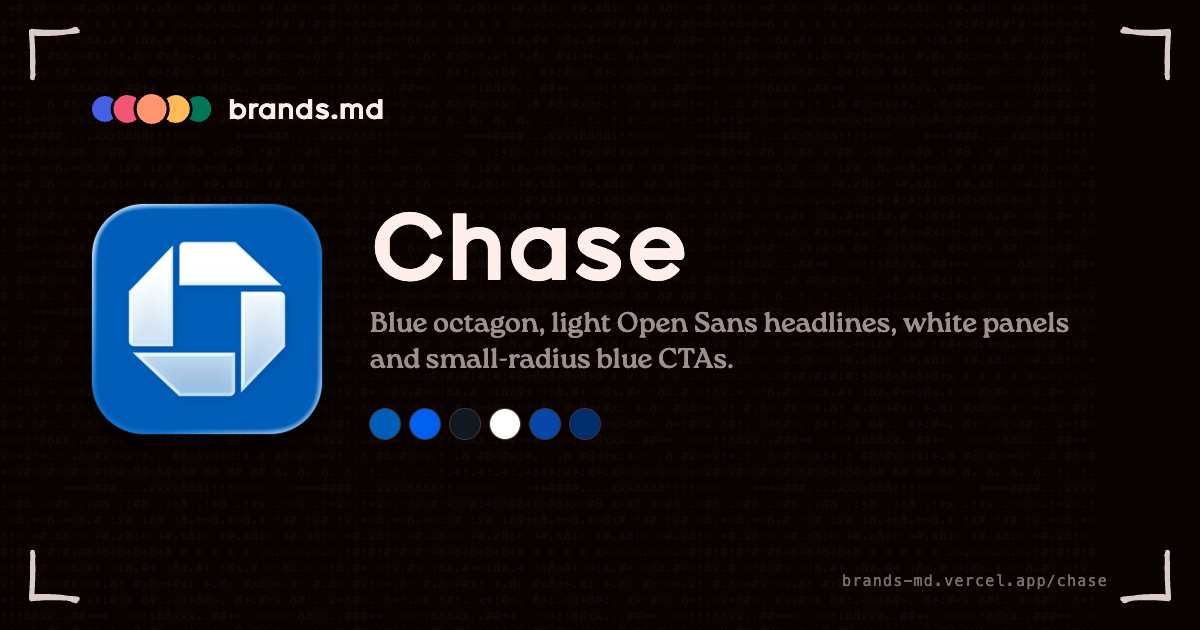 brands.md
Chase
Blue octagon, light Open Sans headlines, white panels
and small-radius blue CTAs.
brands-md.vercel.app/chase